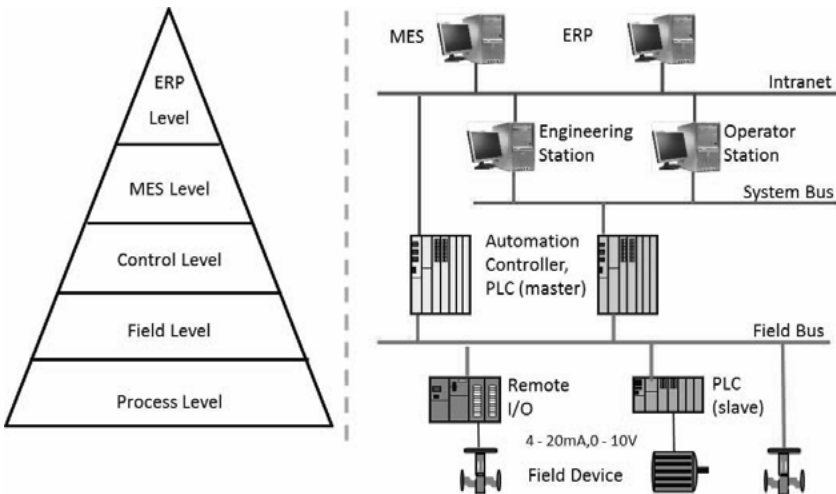 ERP
Level
MES Level
Control Level
Field Level
Process Level
MES
ERP
Intranet
Engineering
Station
Operator
Station
System Bus
Automation
Controller,
PLC (master)
Field Bus
Remote
I/O
PLC
(slave)
4 - 20mA,0 - 10V
Field Device